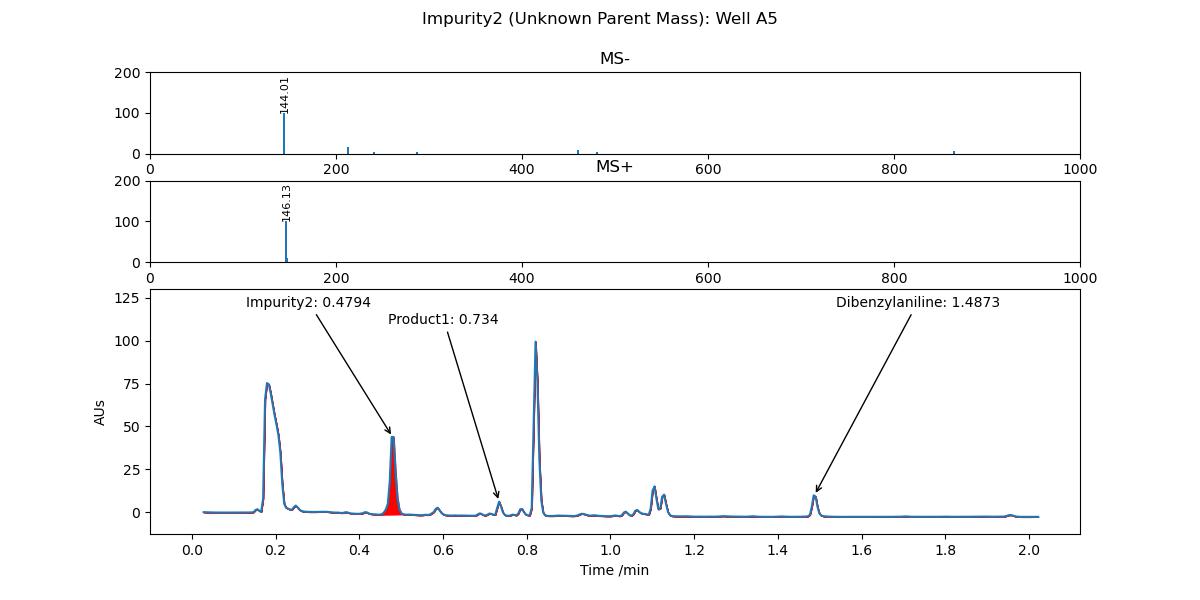 Impurity2 (Unknown Parent Mass): Well A5
MS-
200
100
0
144.01
0 200 400 600 800 1000
MS+
200
100
0
146.13
0 200 400 600 800 1000
Impurity2: 0.4794
Dibenzylaniline: 1.4873
Product1: 0.734
125
100
75
50
25
0
AUs
0.0 0.2 0.4 0.6 0.8 1.0 1.2 1.4 1.6 1.8 2.0
Time /min